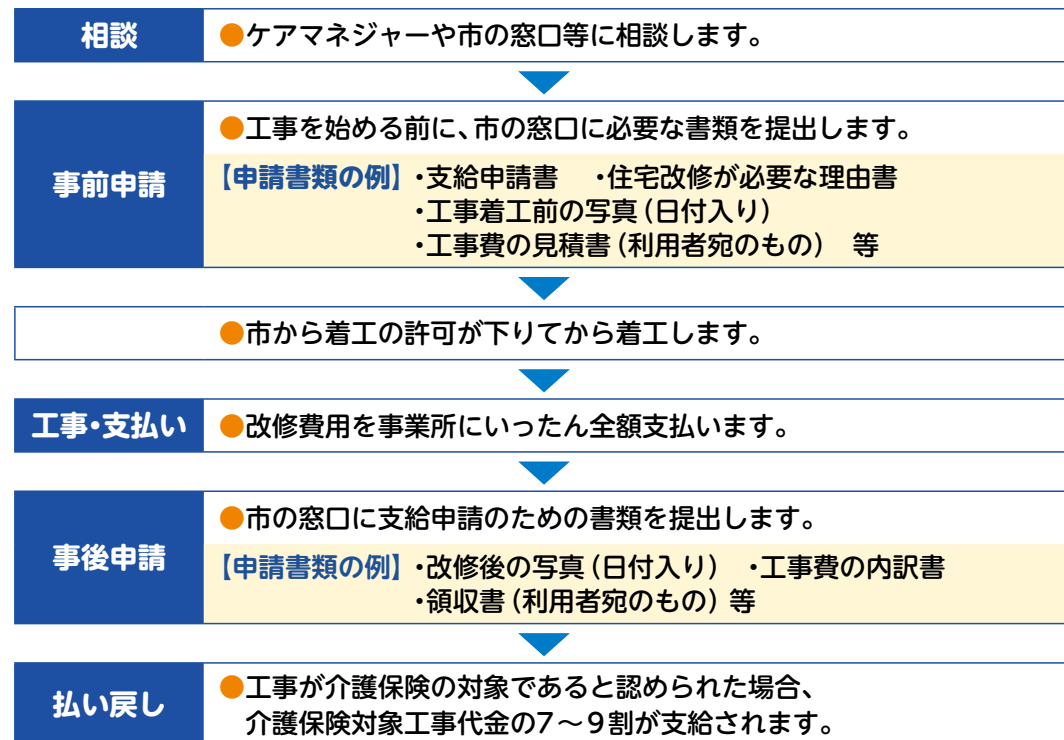 相談
●ケアマネジャーや市の窓口等に相談します。
事前申請
●工事を始める前に、市の窓口に必要な書類を提出します。
【申請書類の例】・支給申請書　・住宅改修が必要な理由書
・工事着工前の写真（日付入り）
・工事費の見積書（利用者宛のもの）　等
●市から着工の許可が下りてから着工します。
工事・支払い
●改修費用を事業所にいったん全額支払います。
事後申請
●市の窓口に支給申請のための書類を提出します。
【申請書類の例】・改修後の写真（日付入り）　・工事費の内訳書
・領収書（利用者宛のもの）等
払い戻し
●工事が介護保険の対象であると認められた場合、
介護保険対象工事代金の7～9割が支給されます。